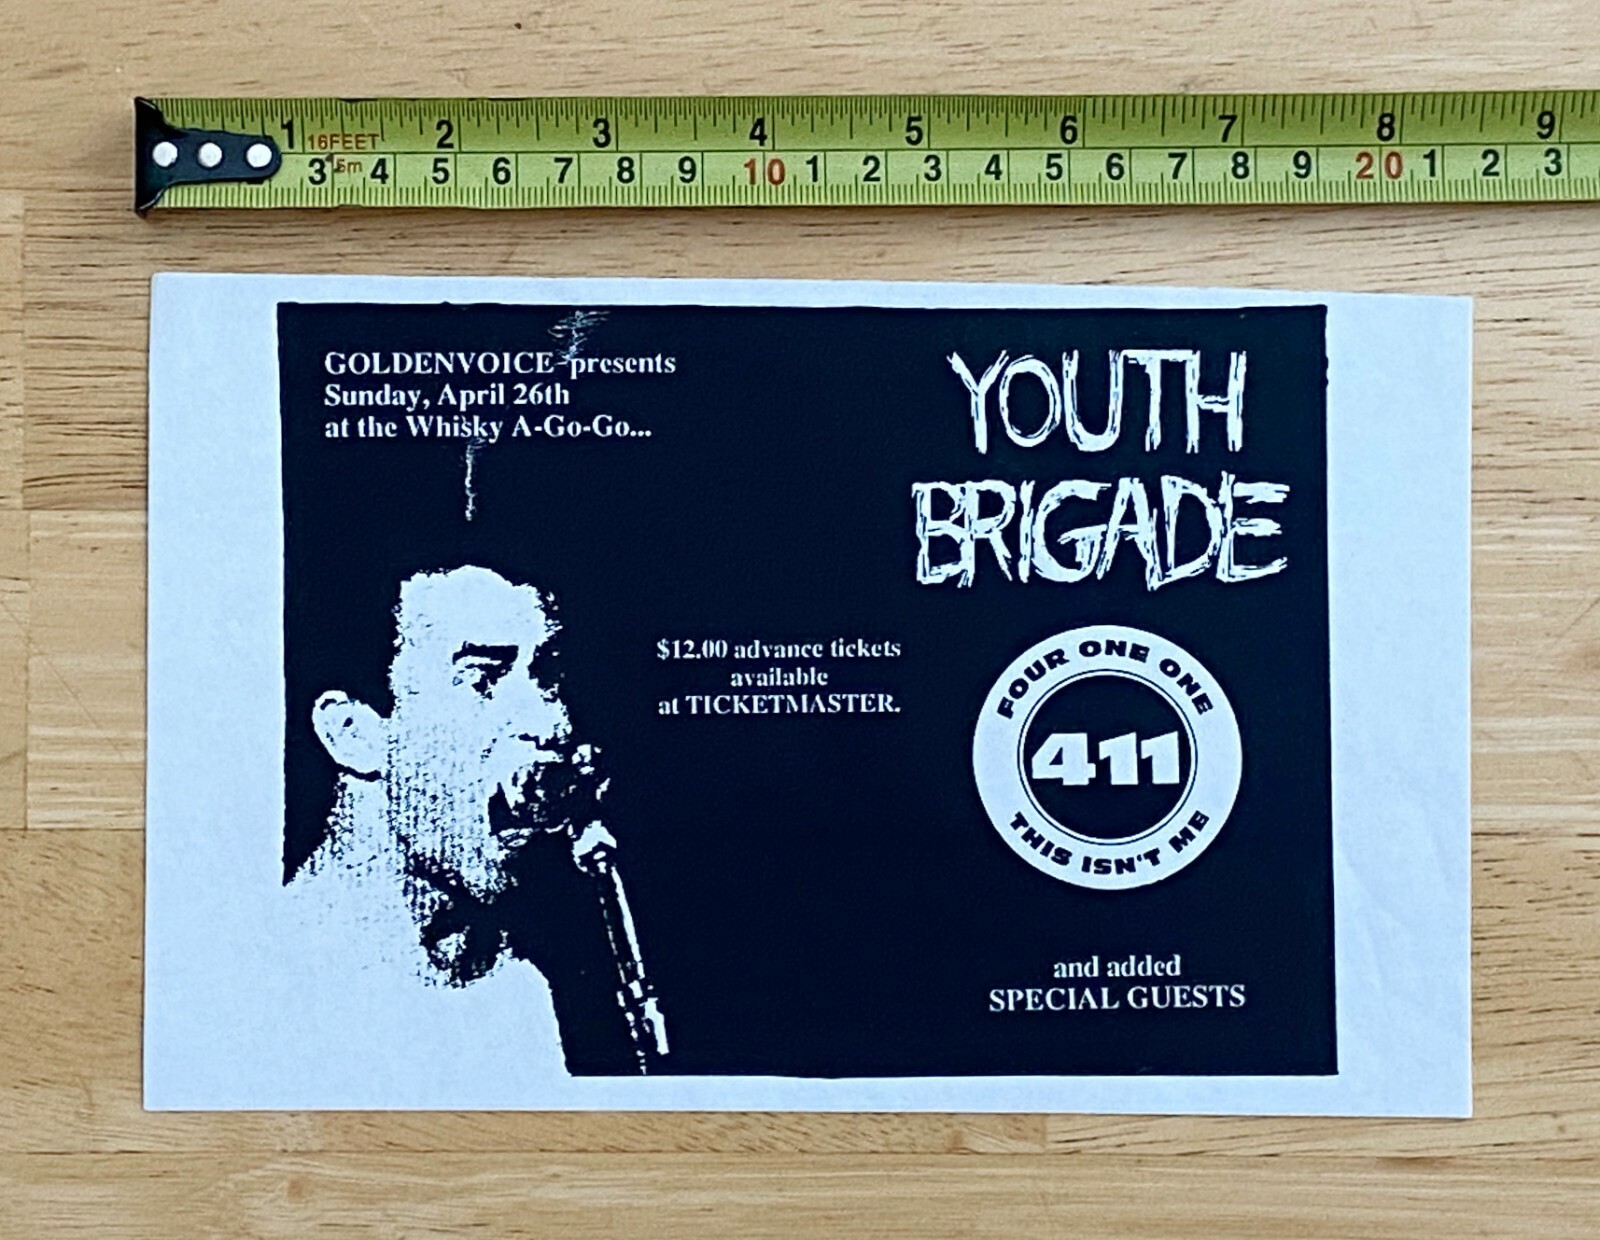 1 2 3 4 5 6 7 8 9
16FEET
3 4 5 6 7 8 9 10 1 2 3 4 5 6 7 8 9 20 1 2 3
5m
GOLDENVOICE presents
Sunday, April 26th
at the Whisky A-Go-Go...
YOUTH
BRIGADE
$12.00 advance tickets
available
at TICKETMASTER.
FOUR ONE ONE
411
THIS ISN'T ME
and added
SPECIAL GUESTS